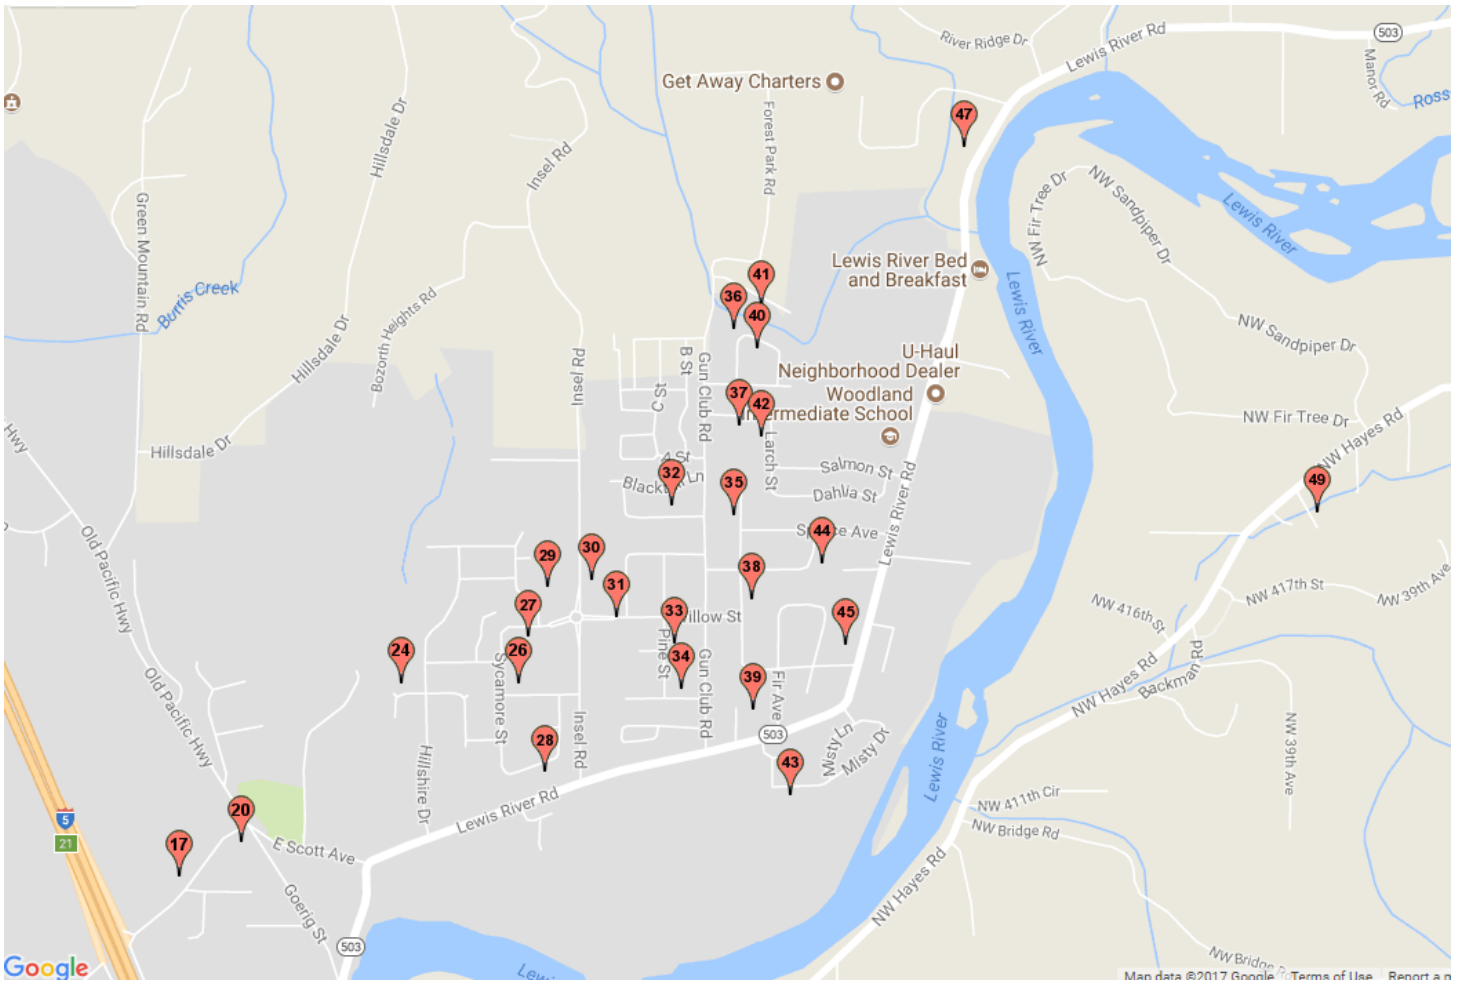 River Ridge Dr
Lewis River Rd
503
Get Away Charters
Manor Rd
Ross
Hillsdale Dr
47
Forest Park Rd
Insel Rd
NW Fir Tree Dr
NW Sandpiper Dr
Green Mountain Rd
Lewis River
Lewis River Bed
and Breakfast
41
36
40
Burris Creek
Bozorth Heights Rd
Hillsdale Dr
Lewis River
NW Sandpiper Dr
U-Haul
Neighborhood Dealer
Woodland
Intermediate School
Insel Rd
B St
Gun Club Rd
C St
37
42
NW Fir Tree Dr
NW Hayes Rd
Hwy
Hillsdale Dr
Larch St
4 St
32
35
Salmon St
Dahlia St
Lewis River Rd
49
Old Pacific Hwy
44
29
30
31
38
NW 417th St
NW 39th Ave
NW 416th St
27
33
45
24
26
34
Pine St
Sycamore St
39
Fir Ave
Gun Club Rd
NW Hayes Rd
Backman Rd
Old Pacific Hwy
28
Insel Rd
503
43
Misty Ln
Misty Dr
Lewis River
NW 39th Ave
Hillshire Dr
Lewis River Rd
NW 411th Cir
NW Bridge Rd
20
5
21
17
E Scott Ave
Goerig St
NW Hayes Rd
503
Google
NW Bridge
Map data ©2017 Google
Terms of Use
Report a